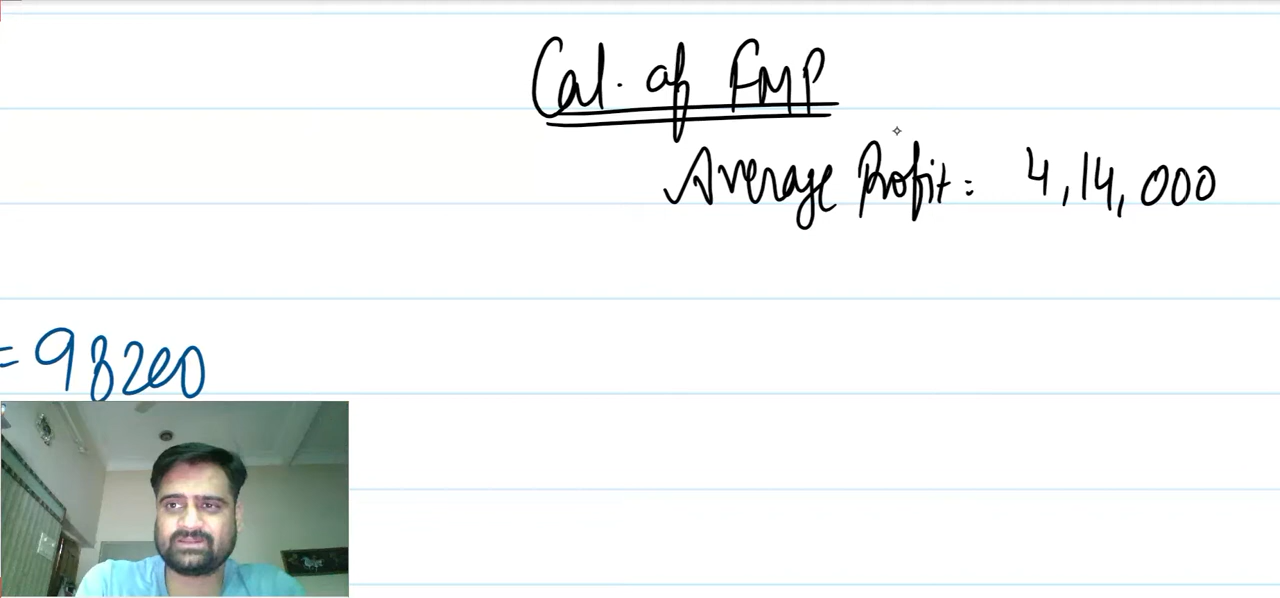 Cal. of FMP
Average Profit = 4,14,000
= 98200